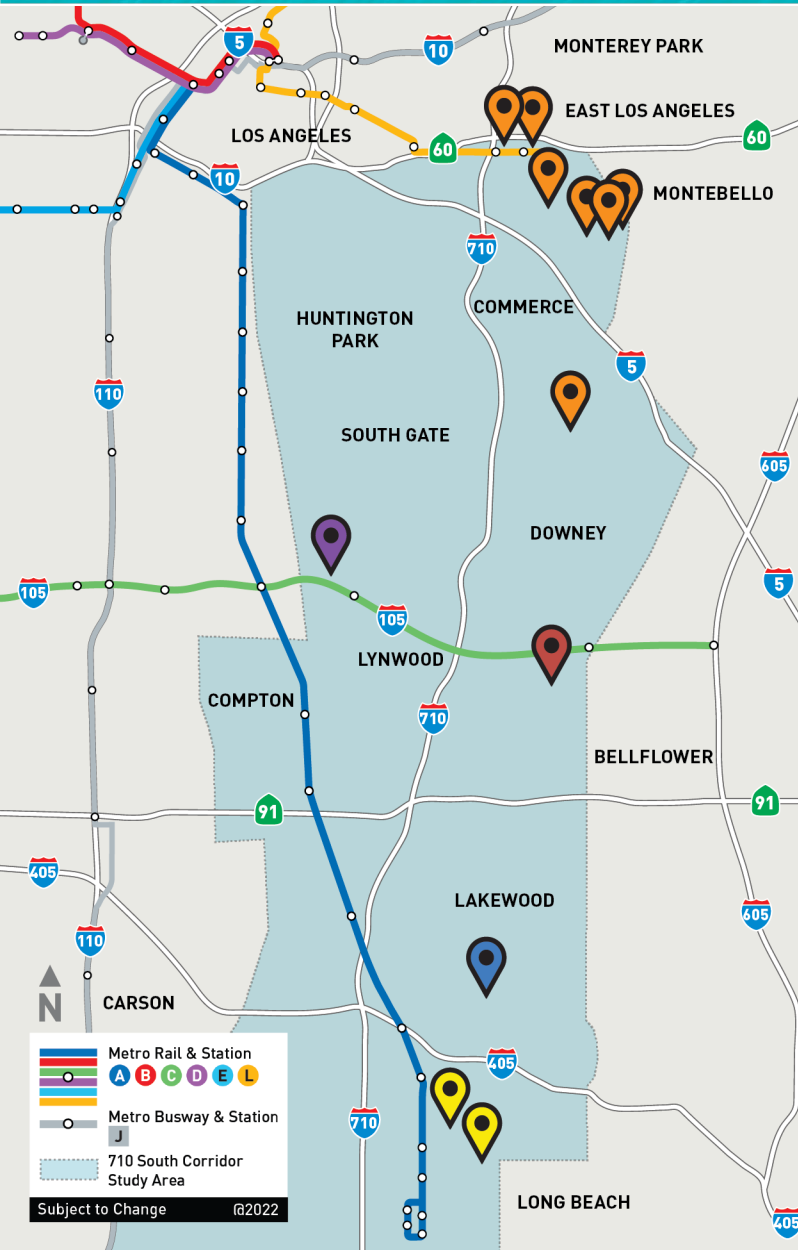 5
10
MONTEREY PARK
EAST LOS ANGELES
LOS ANGELES
60
60
10
MONTEBELLO
710
COMMERCE
HUNTINGTON
PARK
5
110
SOUTH GATE
605
DOWNEY
5
105
105
LYNWOOD
COMPTON
710
BELLFLOWER
91
91
405
LAKEWOOD
605
110
N
CARSON
405
710
LONG BEACH
405
Metro Rail & Station
A B C D E L
Metro Busway & Station
J
710 South Corridor
Study Area
Subject to Change @2022